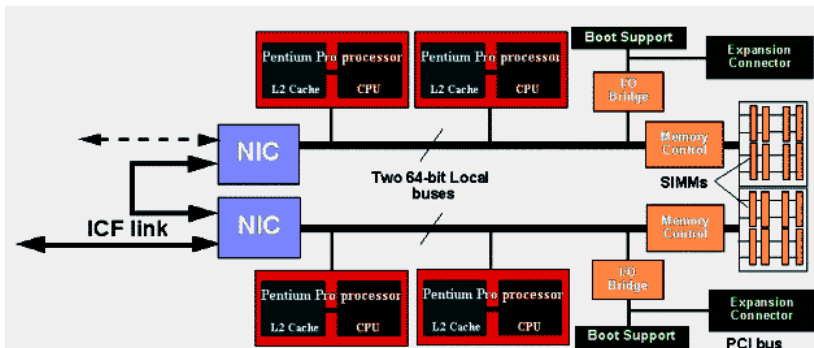 Boot Support
Expansion
Connector
Pentium Pro processor
L2 Cache CPU
Pentium Pro processor
L2 Cache CPU
I/O
Bridge
NIC
Memory
Control
Two 64-bit Local
buses
SIMMs
NIC
ICF link
Memory
Control
I/O
Bridge
Pentium Pro processor
L2 Cache CPU
Pentium Pro processor
L2 Cache CPU
Expansion
Connector
Boot Support
PCI bus